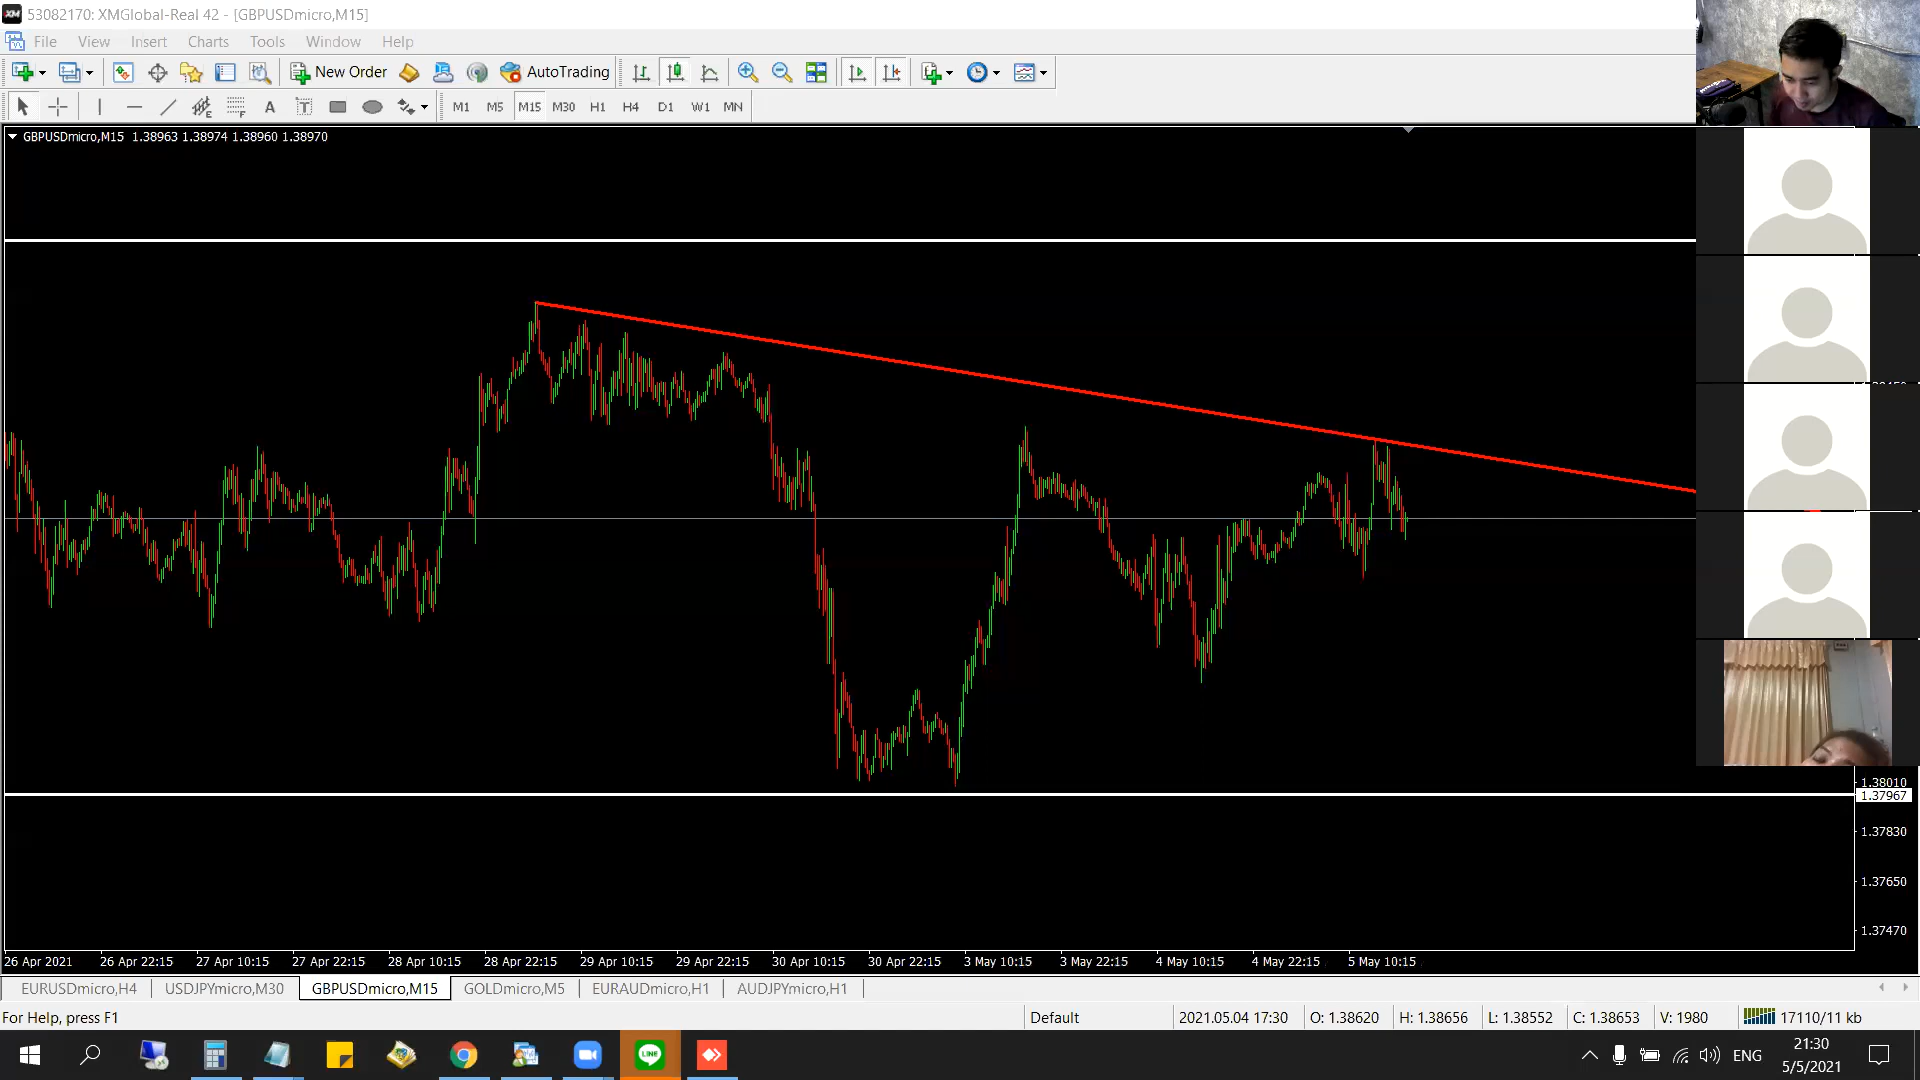 53082170: XMGlobal-Real 42 - [GBPUSDmicro,M15]
File View Insert Charts Tools Window Help
New Order AutoTrading
A T M1 M5 M15 M30 H1 H4 D1 W1 MN
GBPUSDmicro,M15 1.38963 1.38974 1.38960 1.38970
1.38010
1.37967
1.37830
1.37650
1.37470
26 Apr 2021 26 Apr 22:15 27 Apr 10:15 27 Apr 22:15 28 Apr 10:15 28 Apr 22:15 29 Apr 10:15 29 Apr 22:15 30 Apr 10:15 30 Apr 22:15 3 May 10:15 3 May 22:15 4 May 10:15 4 May 22:15 5 May 10:15
EURUSDmicro,H4 USDJPYmicro,M30 GBPUSDmicro,M15 GOLDmicro,M5 EURAUDmicro,H1 AUDJPYmicro,H1
For Help, press F1 Default 2021.05.04 17:30 O: 1.38620 H: 1.38656 L: 1.38552 C: 1.38653 V: 1980 17110/11 kb
LINE ENG 21:30
5/5/2021